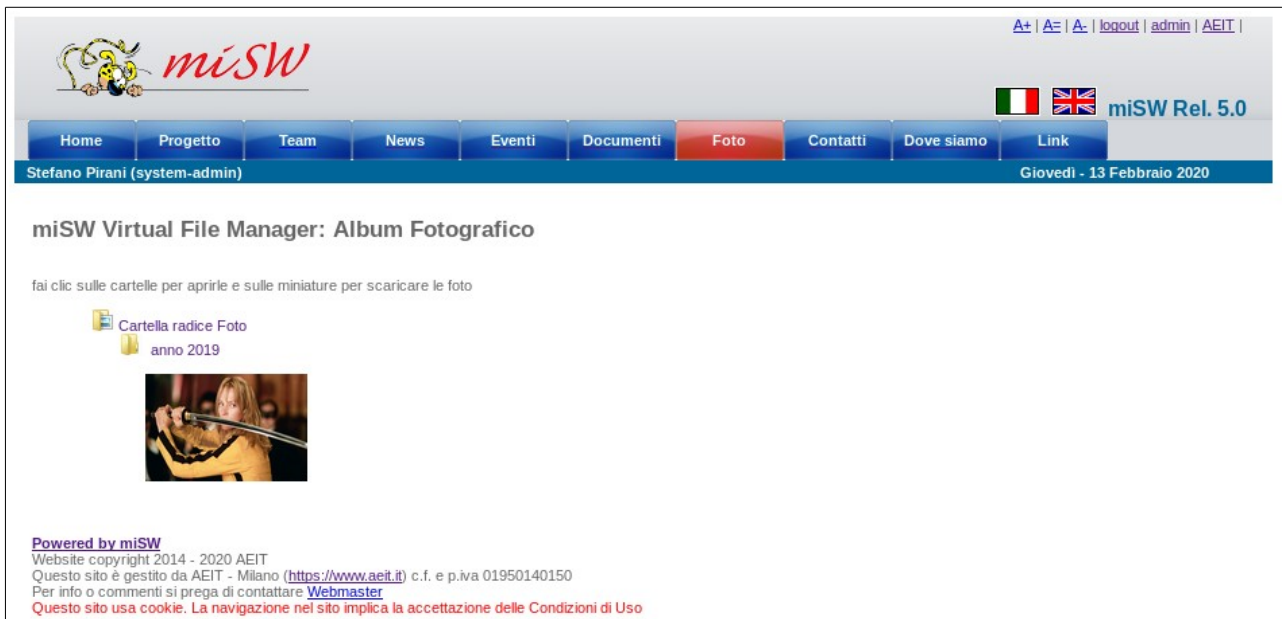 A+ | A= | A- | logout | admin | AEIT |
miSW
miSW Rel. 5.0
Home Progetto Team News Eventi Documenti Foto Contatti Dove siamo Link
Stefano Pirani (system-admin) Giovedì - 13 Febbraio 2020
miSW Virtual File Manager: Album Fotografico
fai clic sulle cartelle per aprirle e sulle miniature per scaricare le foto
Cartella radice Foto
anno 2019
Powered by miSW
Website copyright 2014 - 2020 AEIT
Questo sito è gestito da AEIT - Milano (https://www.aeit.it) c.f. e p.iva 01950140150
Per info o commenti si prega di contattare Webmaster
Questo sito usa cookie. La navigazione nel sito implica la accettazione delle Condizioni di Uso